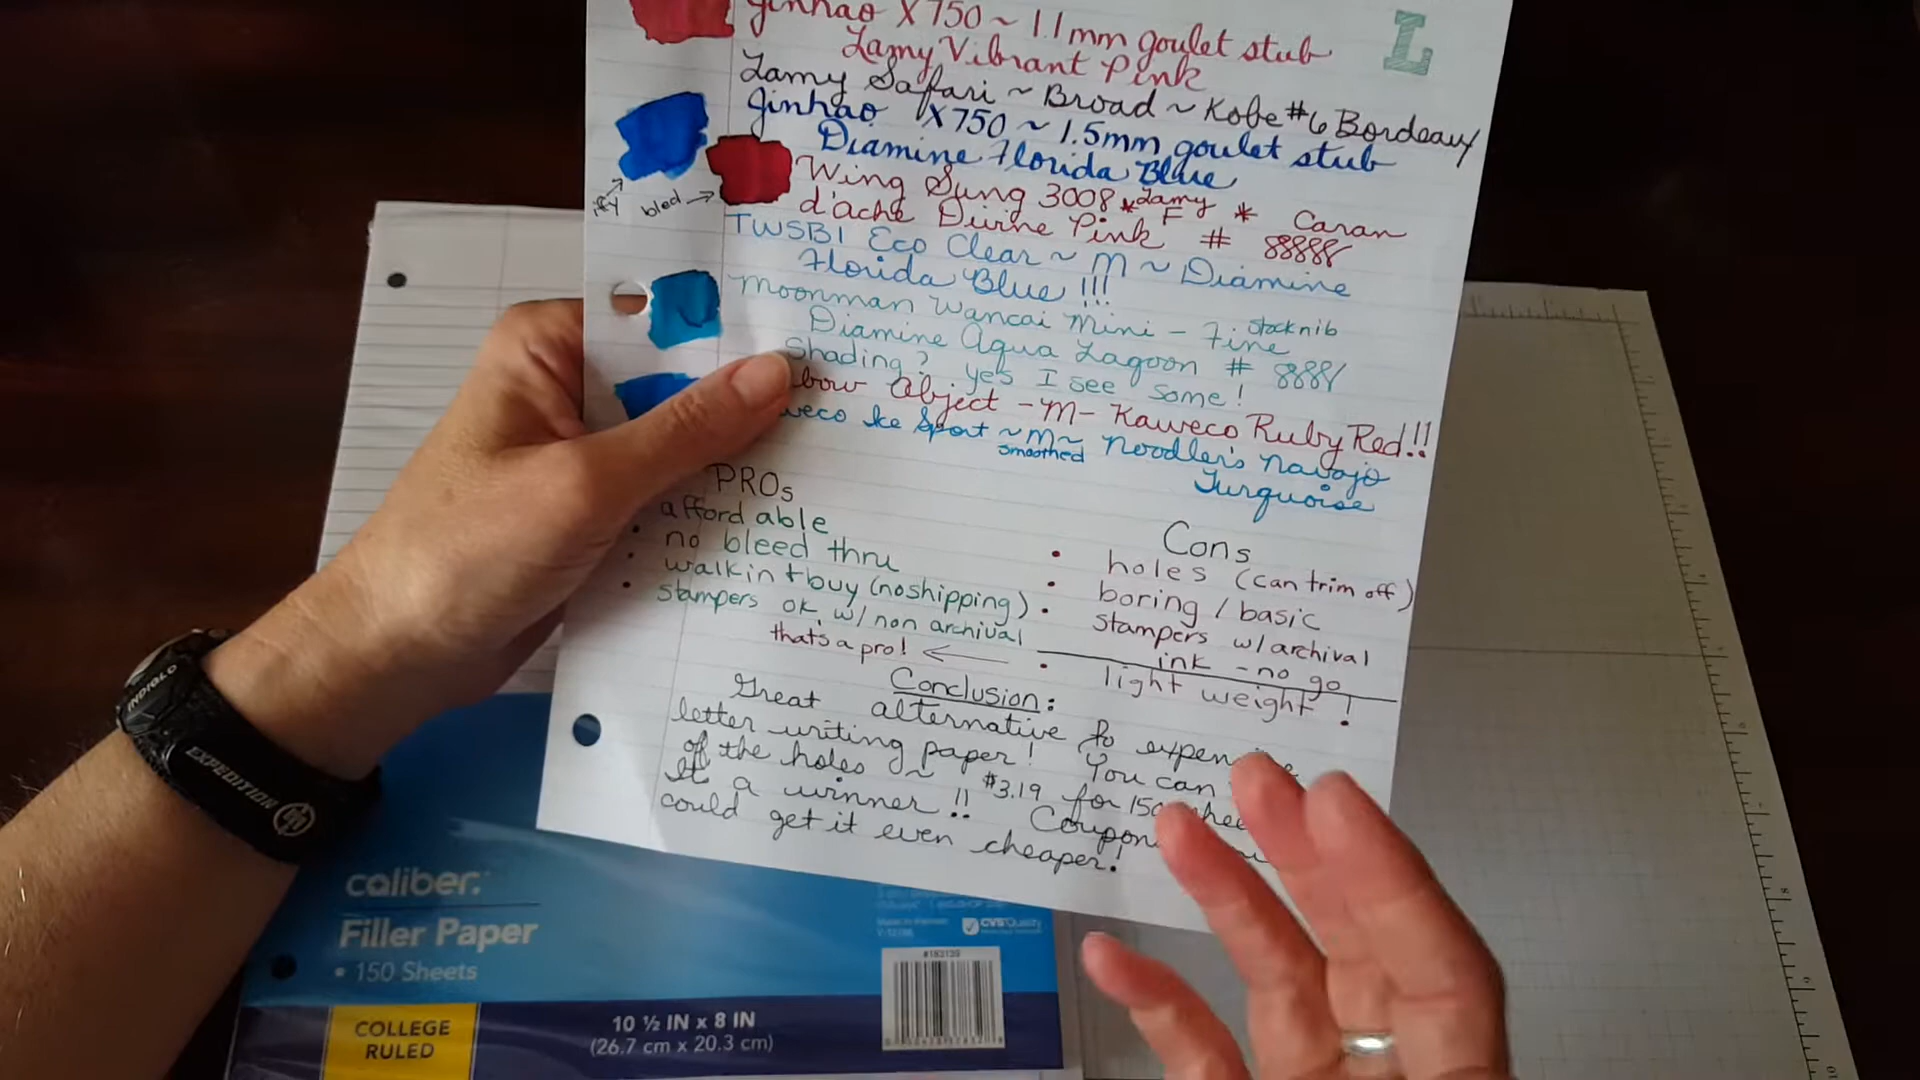 Jinhao X750 ~ 1.1mm goulet stub
Lamy Vibrant Pink
L
Lamy Safari ~ Broad ~ Kobe #6 Bordeaux
Jinhao X750 ~ 1.5mm goulet stub
Diamine Florida Blue
iffy
bled
Wing Sung 3008 * Lamy F * Caran
d'ache Divine Pink # 88888
TWSBI Eco Clear ~ M ~ Diamine
Florida Blue !!!
Moonman Wancai Mini - Fine
stock nib
Diamine Aqua Lagoon # 888
Shading? yes I see some!
bow Object - M - Kaweco Ruby Red!!
weco Ice Sport ~ M ~ Noodler's Navajo
smoothed
Turquoise
PROs
affordable
• no bleed thru
• walk in + buy (no shipping)
• stampers ok w/ non archival
Cons
• holes (can trim off)
• boring / basic
• stampers w/ archival
ink - no go
• light weight!
that's a pro!
Conclusion:
Great alternative to
letter writing paper! You can
of the holes ~ $3.19 for 150
It a winner!! Coupon
could get it even cheaper!
caliber.
Filler Paper
• 150 Sheets
COLLEGE
RULED
10 ½ IN x 8 IN
(26.7 cm x 20.3 cm)
CVS Quality
INDIGLO
EXPEDITION